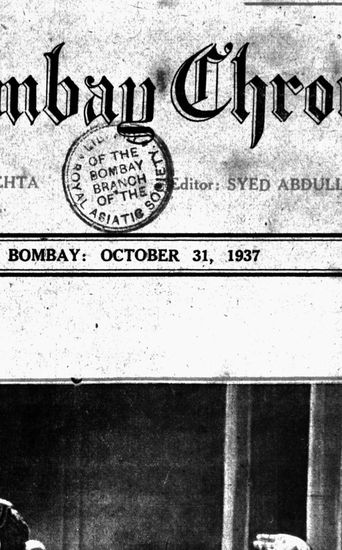 mbay Chro
EHTA
Editor: SYED ABDULL
LIBRARY OF THE BOMBAY BRANCH OF THE ROYAL ASIATIC SOCIETY
BOMBAY: OCTOBER 31, 1937